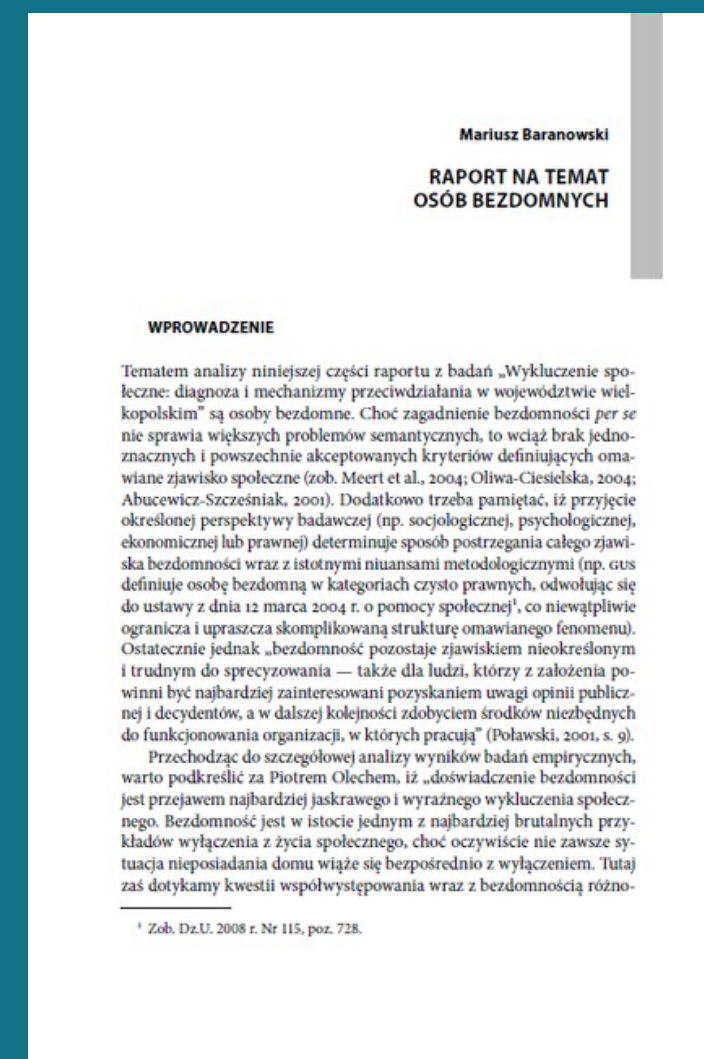 Mariusz Baranowski
RAPORT NA TEMAT
OSÓB BEZDOMNYCH
WPROWADZENIE
Tematem analizy niniejszej części raportu z badań „Wykluczenie spo-
łeczne: diagnoza i mechanizmy przeciwdziałania w województwie wiel-
kopolskim” są osoby bezdomne. Choć zagadnienie bezdomności per se
nie sprawia większych problemów semantycznych, to wciąż brak jedno-
znacznych i powszechnie akceptowanych kryteriów definiujących oma-
wiane zjawisko społeczne (zob. Meert et al., 2004; Oliwa-Ciesielska, 2004;
Abucewicz-Szcześniak, 2001). Dodatkowo trzeba pamiętać, iż przyjęcie
określonej perspektywy badawczej (np. socjologicznej, psychologicznej,
ekonomicznej lub prawnej) determinuje sposób postrzegania całego zjawi-
ska bezdomności wraz z istotnymi niuansami metodologicznymi (np. GUS
definiuje osobę bezdomną w kategoriach czysto prawnych, odwołując się
do ustawy z dnia 12 marca 2004 r. o pomocy społecznej¹, co niewątpliwie
ogranicza i upraszcza skomplikowaną strukturę omawianego fenomenu).
Ostatecznie jednak „bezdomność pozostaje zjawiskiem nieokreślonym
i trudnym do sprecyzowania — także dla ludzi, którzy z założenia po-
winni być najbardziej zainteresowani pozyskaniem uwagi opinii publicz-
nej i decydentów, a w dalszej kolejności zdobyciem środków niezbędnych
do funkcjonowania organizacji, w których pracują” (Poławski, 2001, s. 9).
Przechodząc do szczegółowej analizy wyników badań empirycznych,
warto podkreślić za Piotrem Olechem, iż „doświadczenie bezdomności
jest przejawem najbardziej jaskrawego i wyraźnego wykluczenia społecz-
nego. Bezdomność jest w istocie jednym z najbardziej brutalnych przy-
kładów wyłączenia z życia społecznego, choć oczywiście nie zawsze sy-
tuacja nieposiadania domu wiąże się bezpośrednio z wyłączeniem. Tutaj
zaś dotykamy kwestii współwystępowania wraz z bezdomnością różno-
¹ Zob. Dz.U. 2008 r. Nr 115, poz. 728.